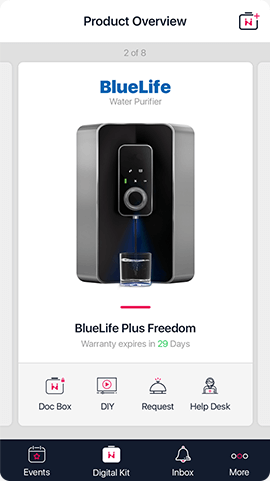 Product Overview
2 of 8
BlueLife
Water Purifier
BlueLife Plus Freedom
Warranty expires in 29 Days
Doc Box DIY Request Help Desk
Events Digital Kit Inbox More